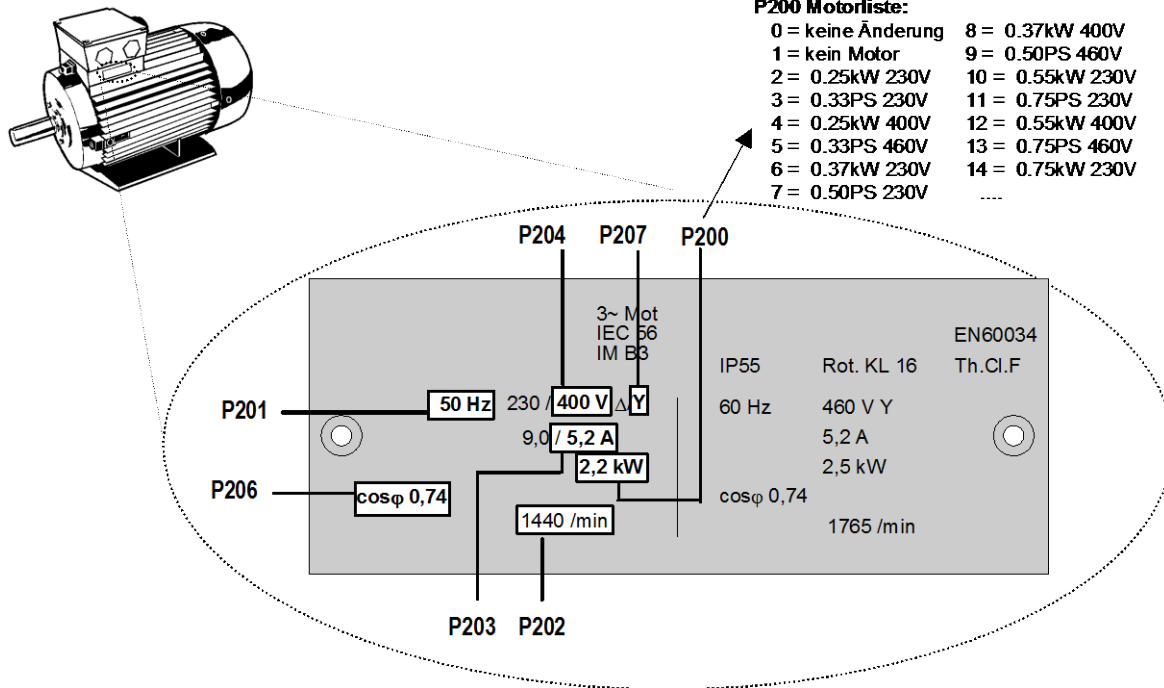 P200 Motorliste:
0 = keine Änderung 8 = 0.37kW 400V
1 = kein Motor 9 = 0.50PS 460V
2 = 0.25kW 230V 10 = 0.55kW 230V
3 = 0.33PS 230V 11 = 0.75PS 230V
4 = 0.25kW 400V 12 = 0.55kW 400V
5 = 0.33PS 460V 13 = 0.75PS 460V
6 = 0.37kW 230V 14 = 0.75kW 230V
7 = 0.50PS 230V ....
P204 P207 P200
3~ Mot
IEC 56
IM B3
EN60034
IP55 Rot. KL 16 Th.Cl.F
P201
50 Hz 230 / 400 V Δ/Y
60 Hz 460 V Y
9,0 / 5,2 A
5,2 A
2,2 kW
2,5 kW
P206
cosφ 0,74
cosφ 0,74
1440 /min
1765 /min
P203 P202